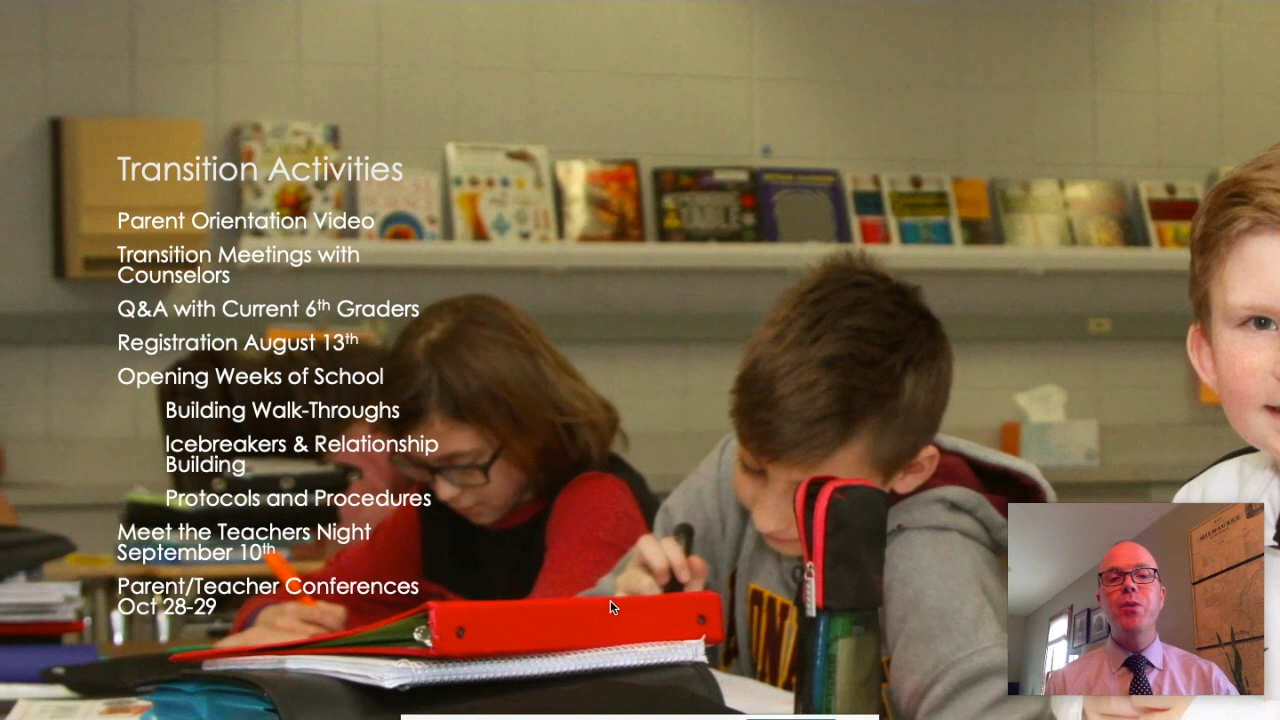 Transition Activities
Parent Orientation Video
Transition Meetings with
Counselors
Q&A with Current 6th Graders
Registration August 13th
Opening Weeks of School
Building Walk-Throughs
Icebreakers & Relationship
Building
Protocols and Procedures
Meet the Teachers Night
September 10th
Parent/Teacher Conferences
Oct 28-29
MILWAUKEE